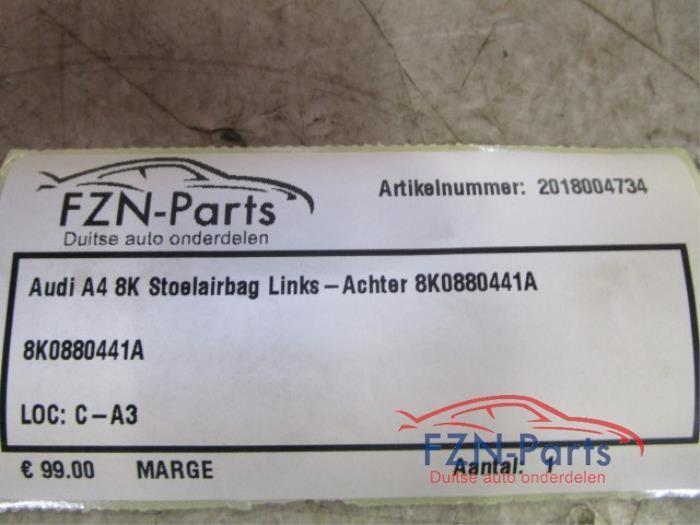 FZN-Parts
Duitse auto onderdelen
Artikelnummer: 2018004734
Audi A4 8K Stoelairbag Links-Achter 8K0880441A
8K0880441A
LOC: C-A3
€ 99.00 MARGE Aantal: 1
FZN-Parts
Duitse auto onderdelen